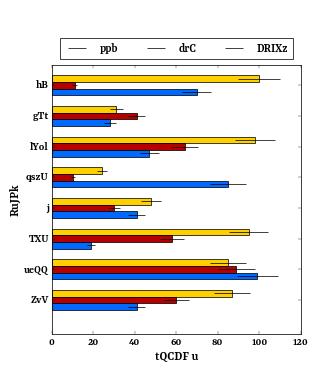 ppb drC DRIXz
hB
gTt
lYol
qszU
j
TXU
ucQQ
ZvV
RuJPk
0 20 40 60 80 100 120
tQCDF u